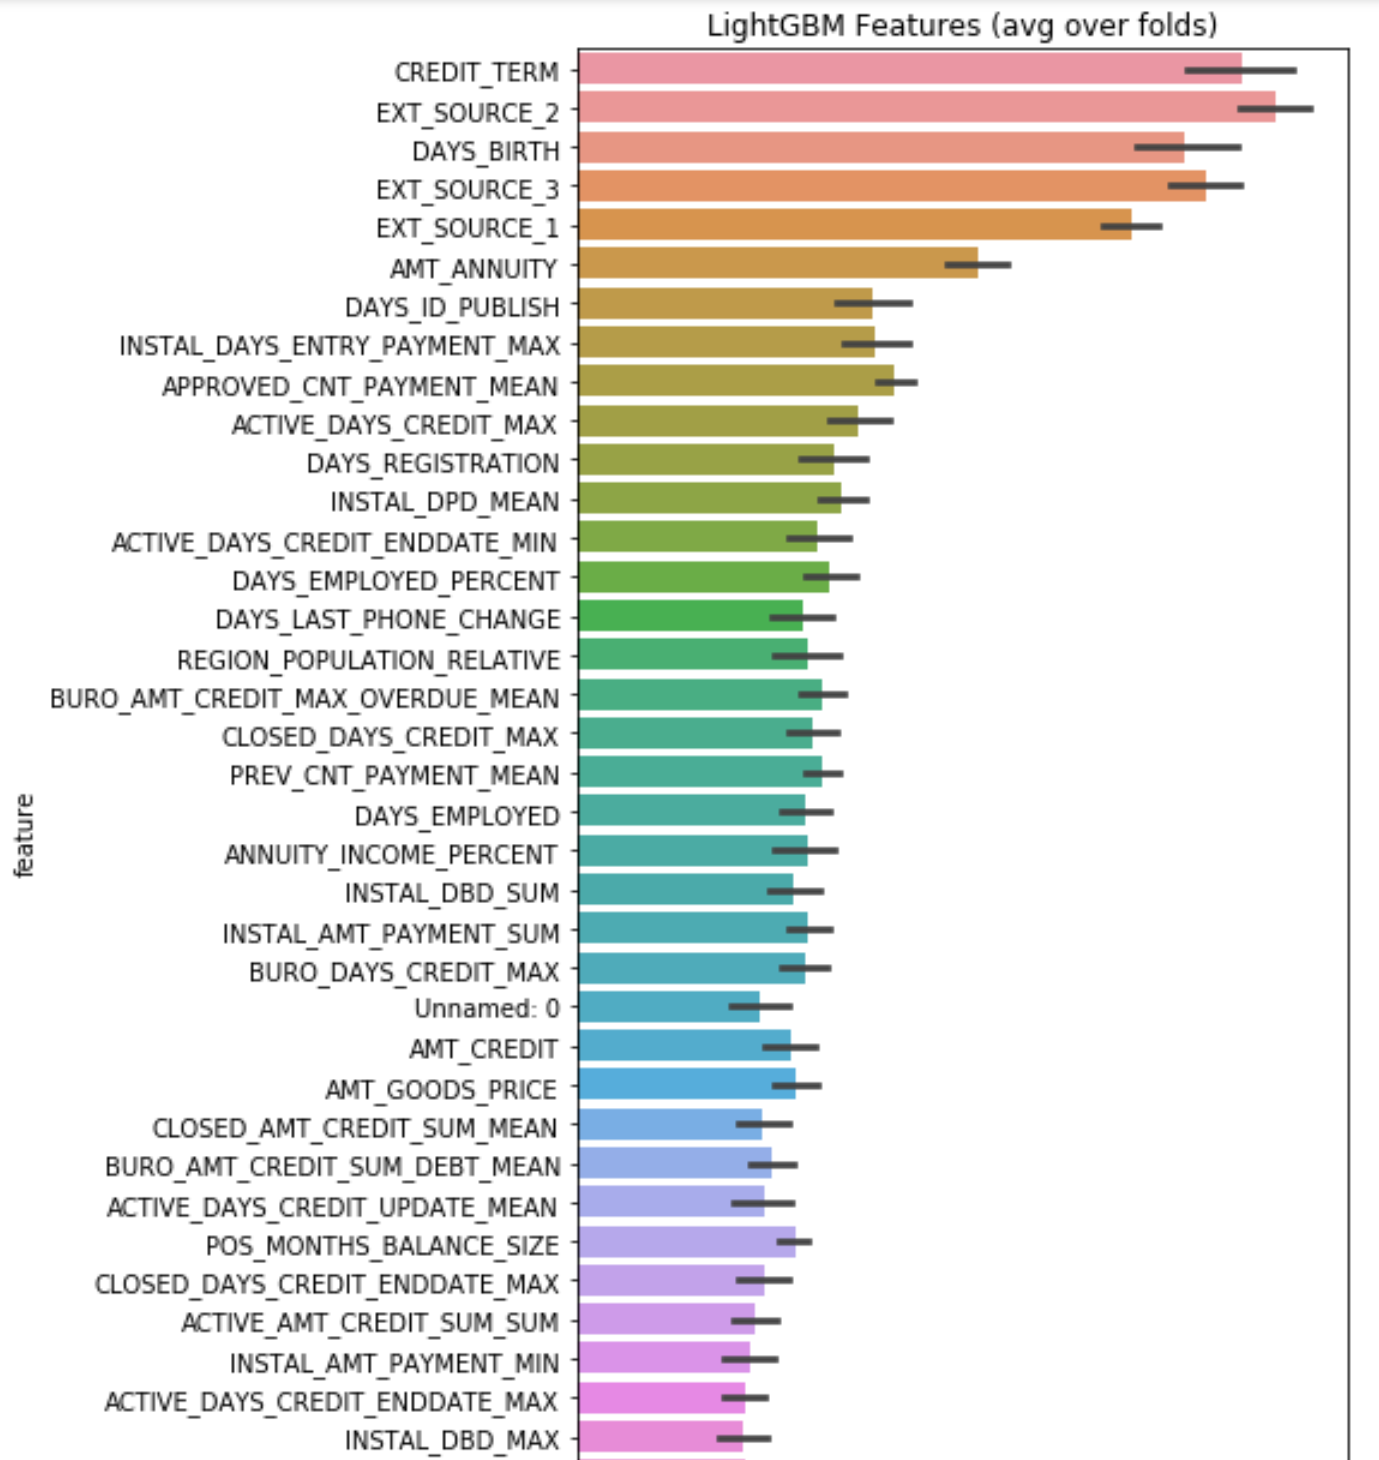 LightGBM Features (avg over folds)
CREDIT_TERM
EXT_SOURCE_2
DAYS_BIRTH
EXT_SOURCE_3
EXT_SOURCE_1
AMT_ANNUITY
DAYS_ID_PUBLISH
INSTAL_DAYS_ENTRY_PAYMENT_MAX
APPROVED_CNT_PAYMENT_MEAN
ACTIVE_DAYS_CREDIT_MAX
DAYS_REGISTRATION
INSTAL_DPD_MEAN
ACTIVE_DAYS_CREDIT_ENDDATE_MIN
DAYS_EMPLOYED_PERCENT
DAYS_LAST_PHONE_CHANGE
REGION_POPULATION_RELATIVE
BURO_AMT_CREDIT_MAX_OVERDUE_MEAN
CLOSED_DAYS_CREDIT_MAX
PREV_CNT_PAYMENT_MEAN
DAYS_EMPLOYED
feature
ANNUITY_INCOME_PERCENT
INSTAL_DBD_SUM
INSTAL_AMT_PAYMENT_SUM
BURO_DAYS_CREDIT_MAX
Unnamed: 0
AMT_CREDIT
AMT_GOODS_PRICE
CLOSED_AMT_CREDIT_SUM_MEAN
BURO_AMT_CREDIT_SUM_DEBT_MEAN
ACTIVE_DAYS_CREDIT_UPDATE_MEAN
POS_MONTHS_BALANCE_SIZE
CLOSED_DAYS_CREDIT_ENDDATE_MAX
ACTIVE_AMT_CREDIT_SUM_SUM
INSTAL_AMT_PAYMENT_MIN
ACTIVE_DAYS_CREDIT_ENDDATE_MAX
INSTAL_DBD_MAX